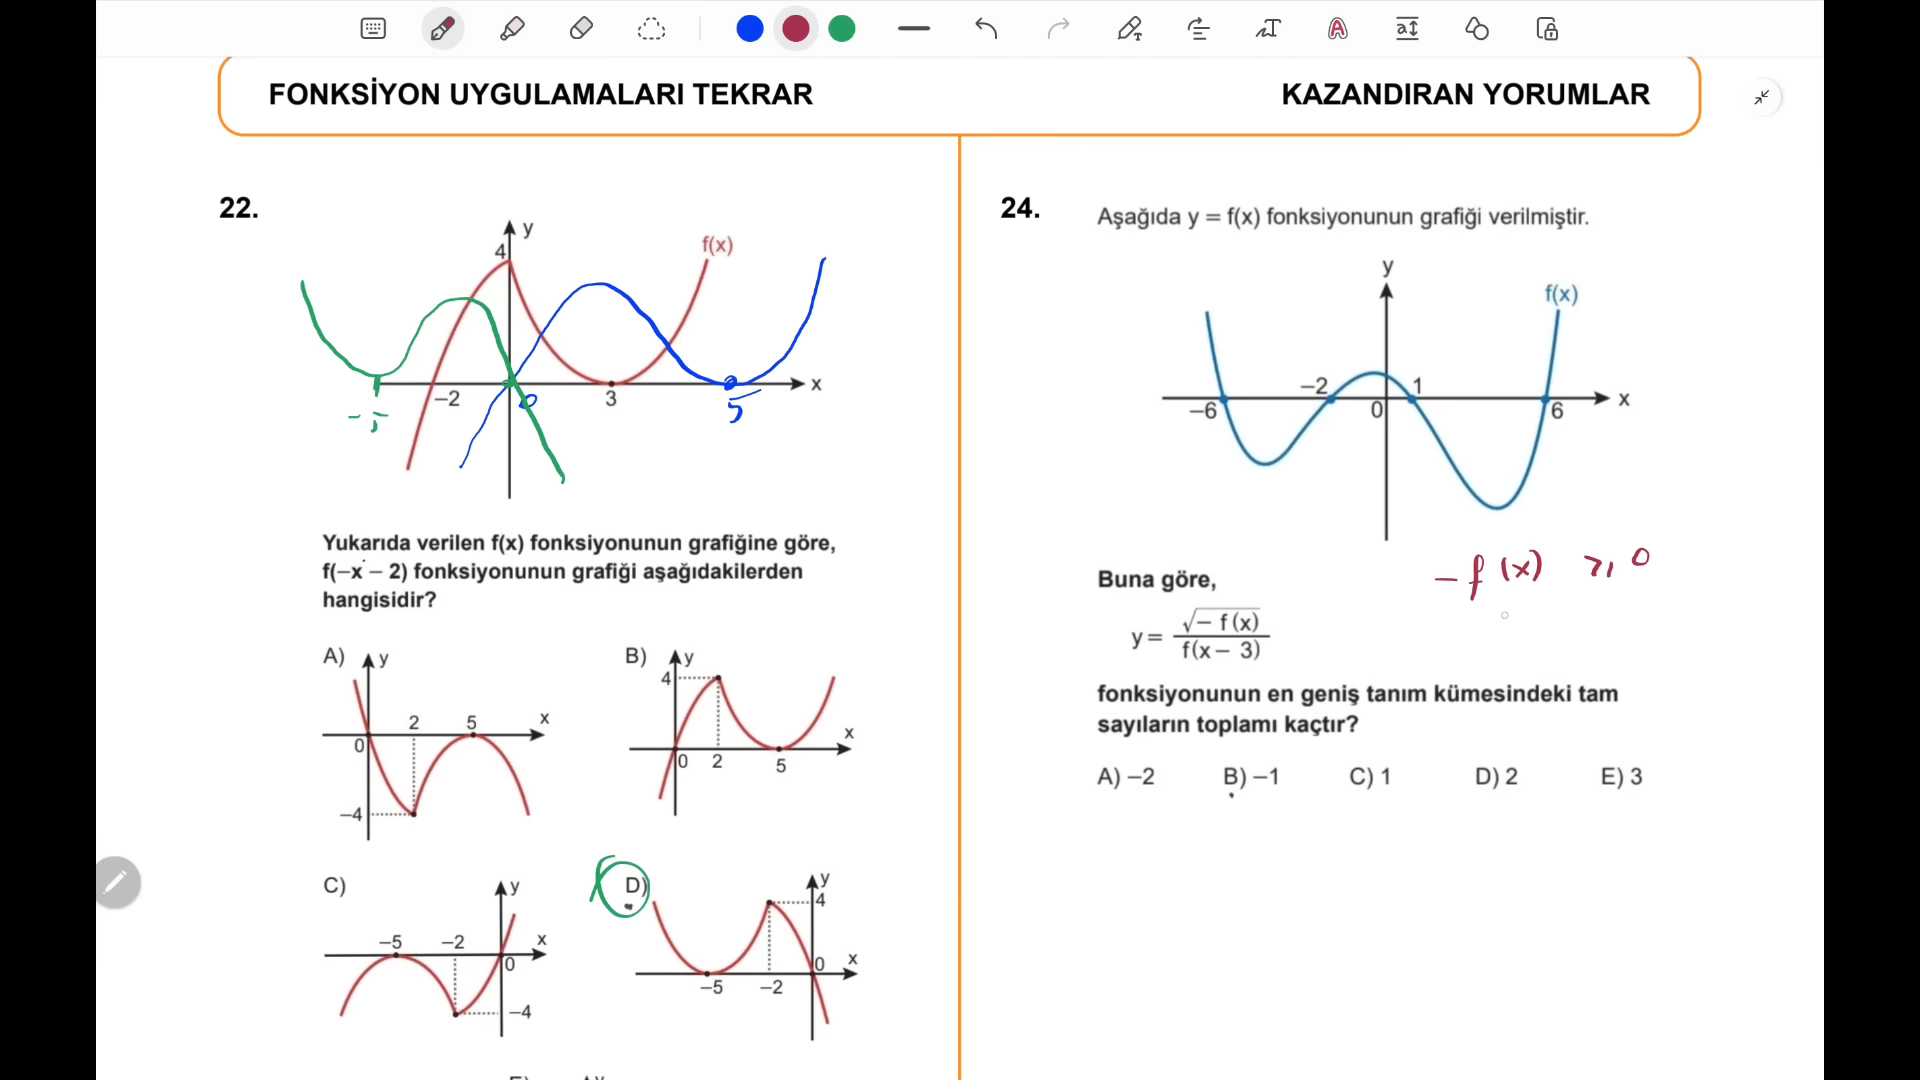 FONKSİYON UYGULAMALARI TEKRAR
KAZANDIRAN YORUMLAR
22.
y
4
f(x)
x
-5
−2
0
3
5
Yukarıda verilen f(x) fonksiyonunun grafiğine göre,
f(−x − 2) fonksiyonunun grafiği aşağıdakilerden
hangisidir?
A)
y
2
5
x
0
−4
B)
y
4
x
0
2
5
C)
y
−5
−2
x
0
−4
D)
y
4
0
x
−5
−2
24.
Aşağıda y = f(x) fonksiyonunun grafiği verilmiştir.
y
f(x)
−2
1
x
−6
0
6
-f(x) ⩾ 0
Buna göre,
y = √− f(x) / f(x − 3)
fonksiyonunun en geniş tanım kümesindeki tam
sayıların toplamı kaçtır?
A) −2 B) −1 C) 1 D) 2 E) 3